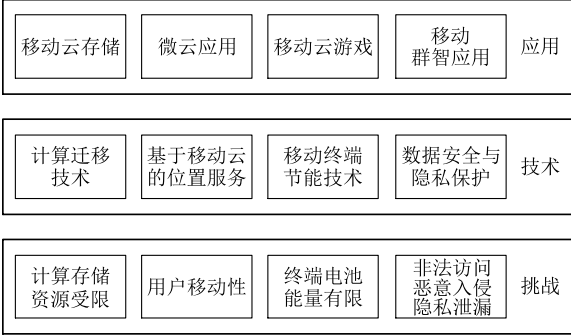 移动云存储
微云应用
移动云游戏
移动
群智应用
应用
计算迁移
技术
基于移动云
的位置服务
移动终端
节能技术
数据安全与
隐私保护
技术
计算存储
资源受限
用户移动性
终端电池
能量有限
非法访问
恶意入侵
隐私泄漏
挑战